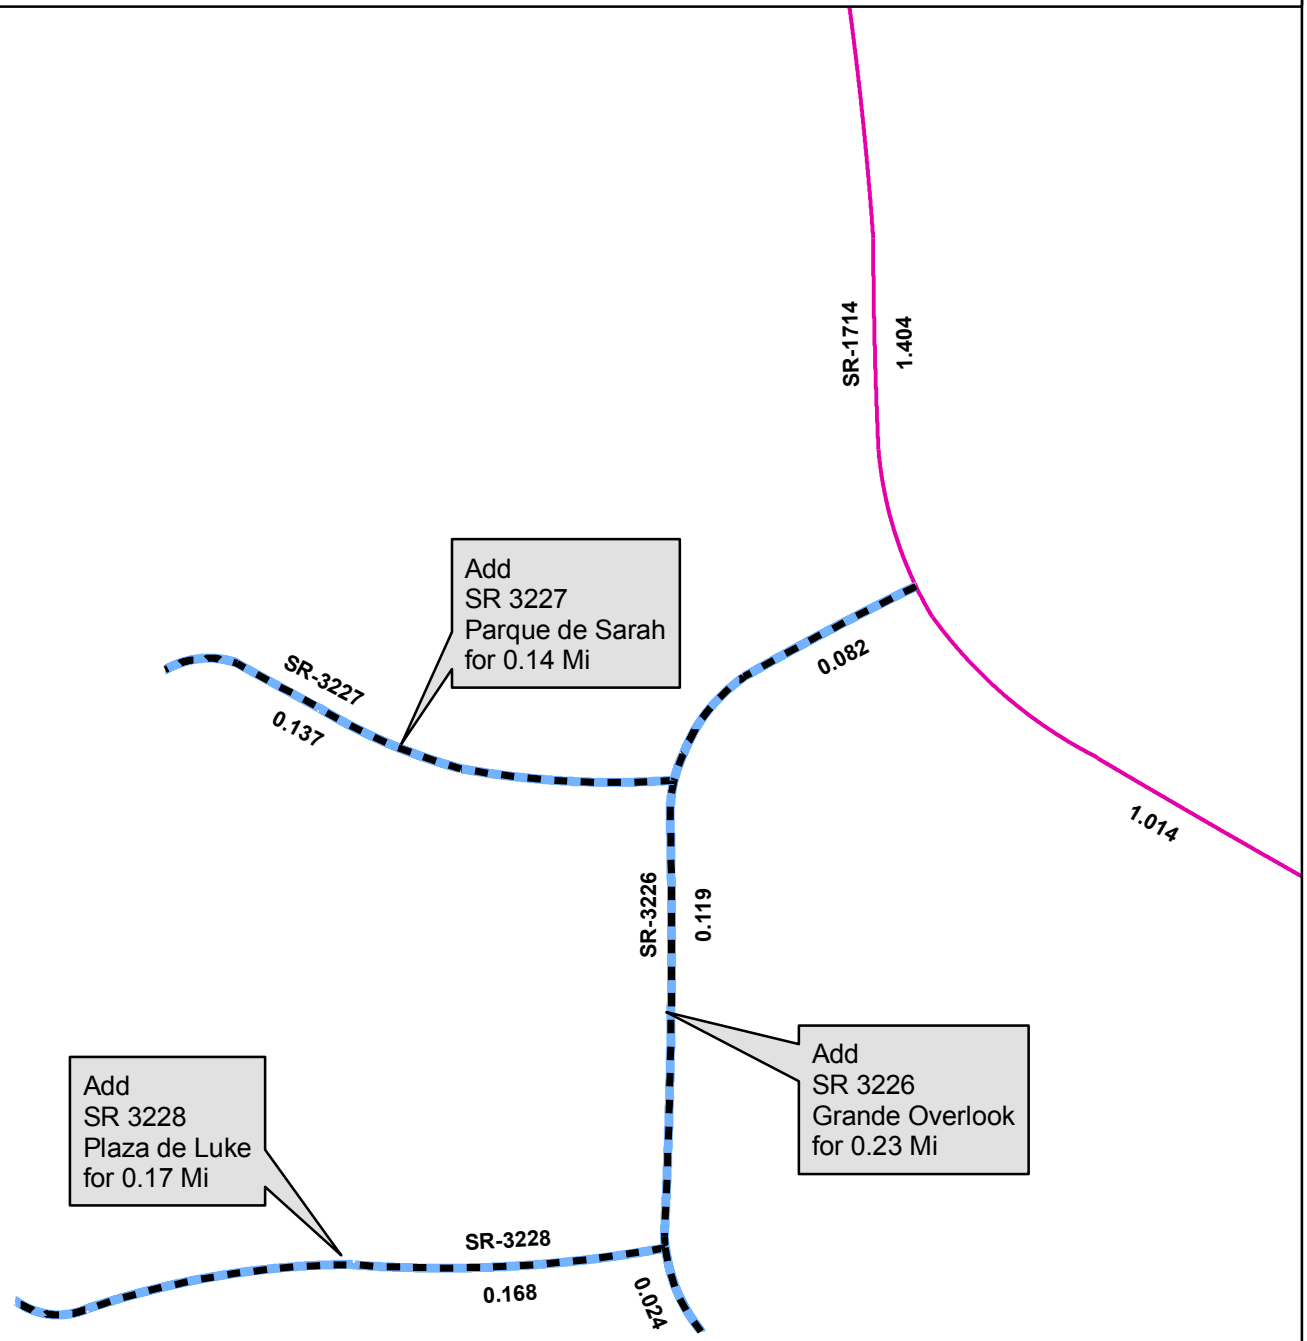 SR-1714
1.404
Add
SR 3227
Parque de Sarah
for 0.14 Mi
0.082
SR-3227
0.137
1.014
SR-3226
0.119
Add
SR 3226
Grande Overlook
for 0.23 Mi
Add
SR 3228
Plaza de Luke
for 0.17 Mi
SR-3228
0.168
0.024